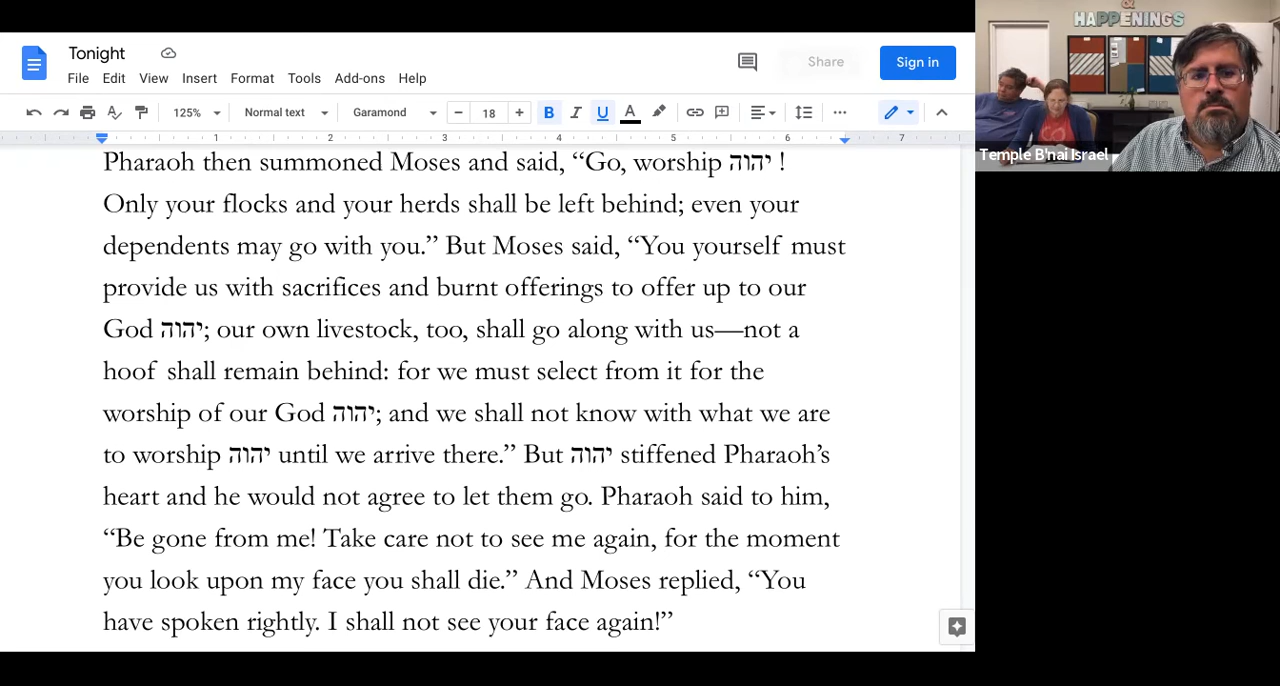 Tonight
File Edit View Insert Format Tools Add-ons Help
Share
Sign in
125% Normal text Garamond 18 B I U A
1 2 3 4 5 6 7
Pharaoh then summoned Moses and said, “Go, worship יהוה !
Only your flocks and your herds shall be left behind; even your
dependents may go with you.” But Moses said, “You yourself must
provide us with sacrifices and burnt offerings to offer up to our
God יהוה; our own livestock, too, shall go along with us—not a
hoof shall remain behind: for we must select from it for the
worship of our God יהוה; and we shall not know with what we are
to worship יהוה until we arrive there.” But יהוה stiffened Pharaoh’s
heart and he would not agree to let them go. Pharaoh said to him,
“Be gone from me! Take care not to see me again, for the moment
you look upon my face you shall die.” And Moses replied, “You
have spoken rightly. I shall not see your face again!”
&
HAPPENINGS
Temple B'nai Israel